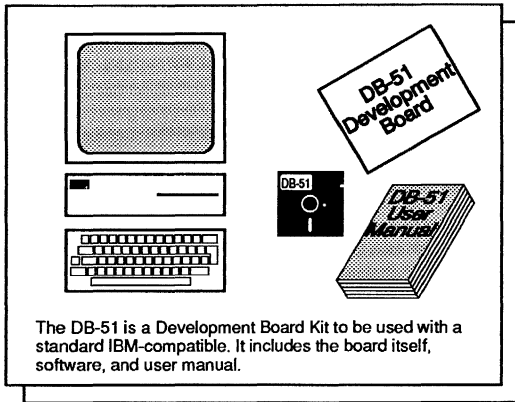 DB-51
Development
Board
DB-51
DB-51
User
Manual
The DB-51 is a Development Board Kit to be used with a
standard IBM-compatible. It includes the board itself,
software, and user manual.